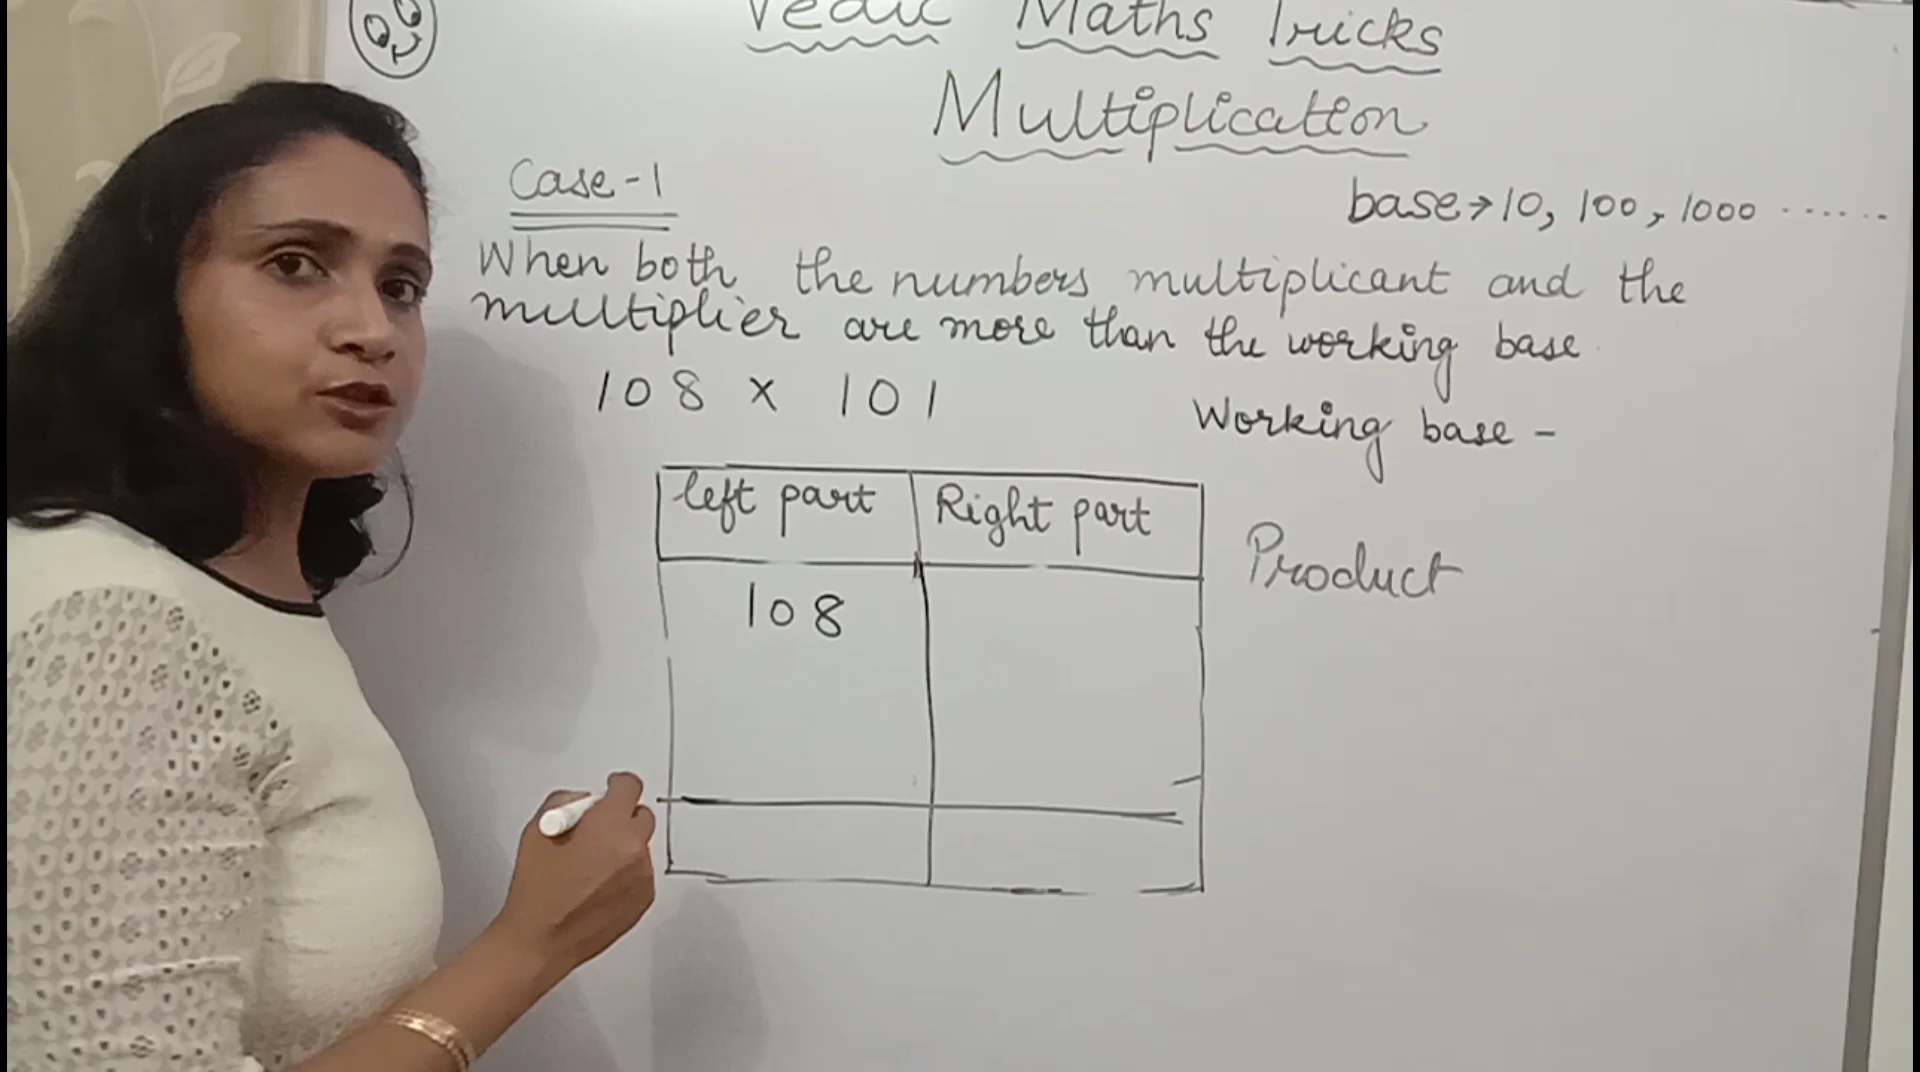 Vedic Maths Tricks
Multiplication
Case-1
base→10, 100, 1000 ......
When both the numbers multiplicant and the
multiplier are more than the working base
108 x 101
Working base -
left part Right part
Product
108